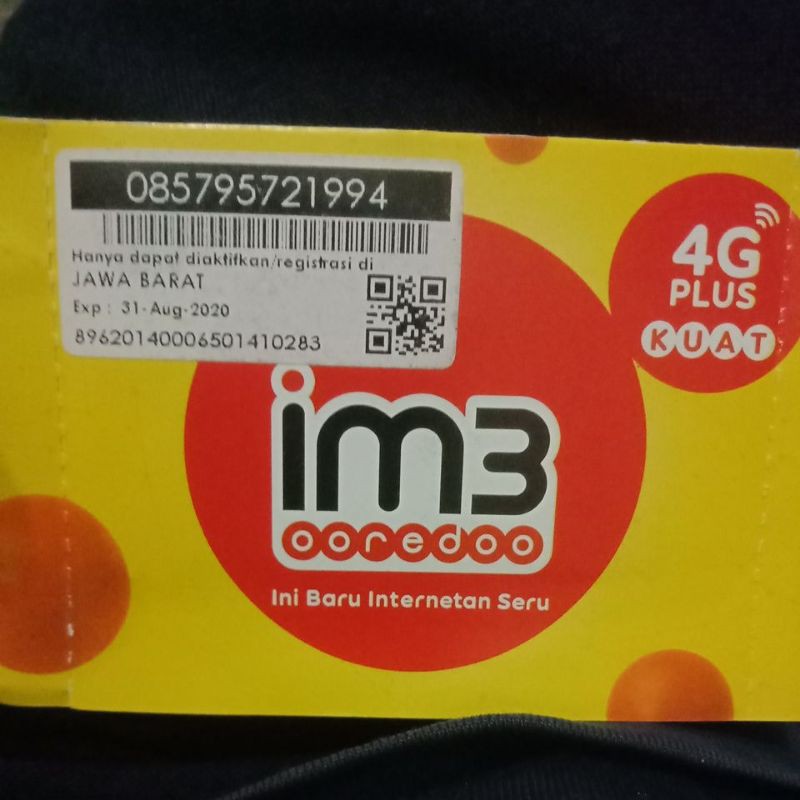 085795721994
Hanya dapat diaktifkan/registrasi di
JAWA BARAT
Exp : 31-Aug-2020
89620140006501410283
4G
PLUS
KUAT
im3
ooredoo
Ini Baru Internetan Seru